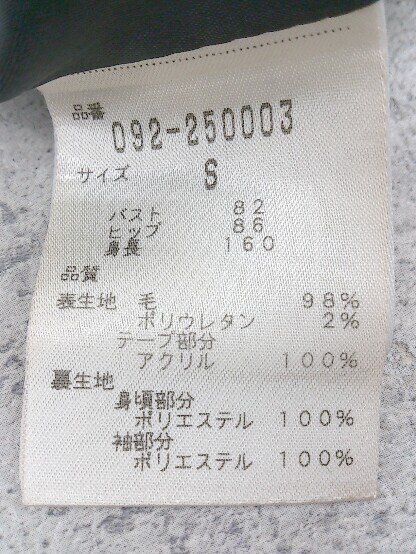 品番
092-250003
サイズ S
バスト 82
ヒップ 86
身長 160
品質
表生地 毛 98%
ポリウレタン 2%
テープ部分
アクリル 100%
裏生地
身頃部分
ポリエステル 100%
袖部分
ポリエステル 100%